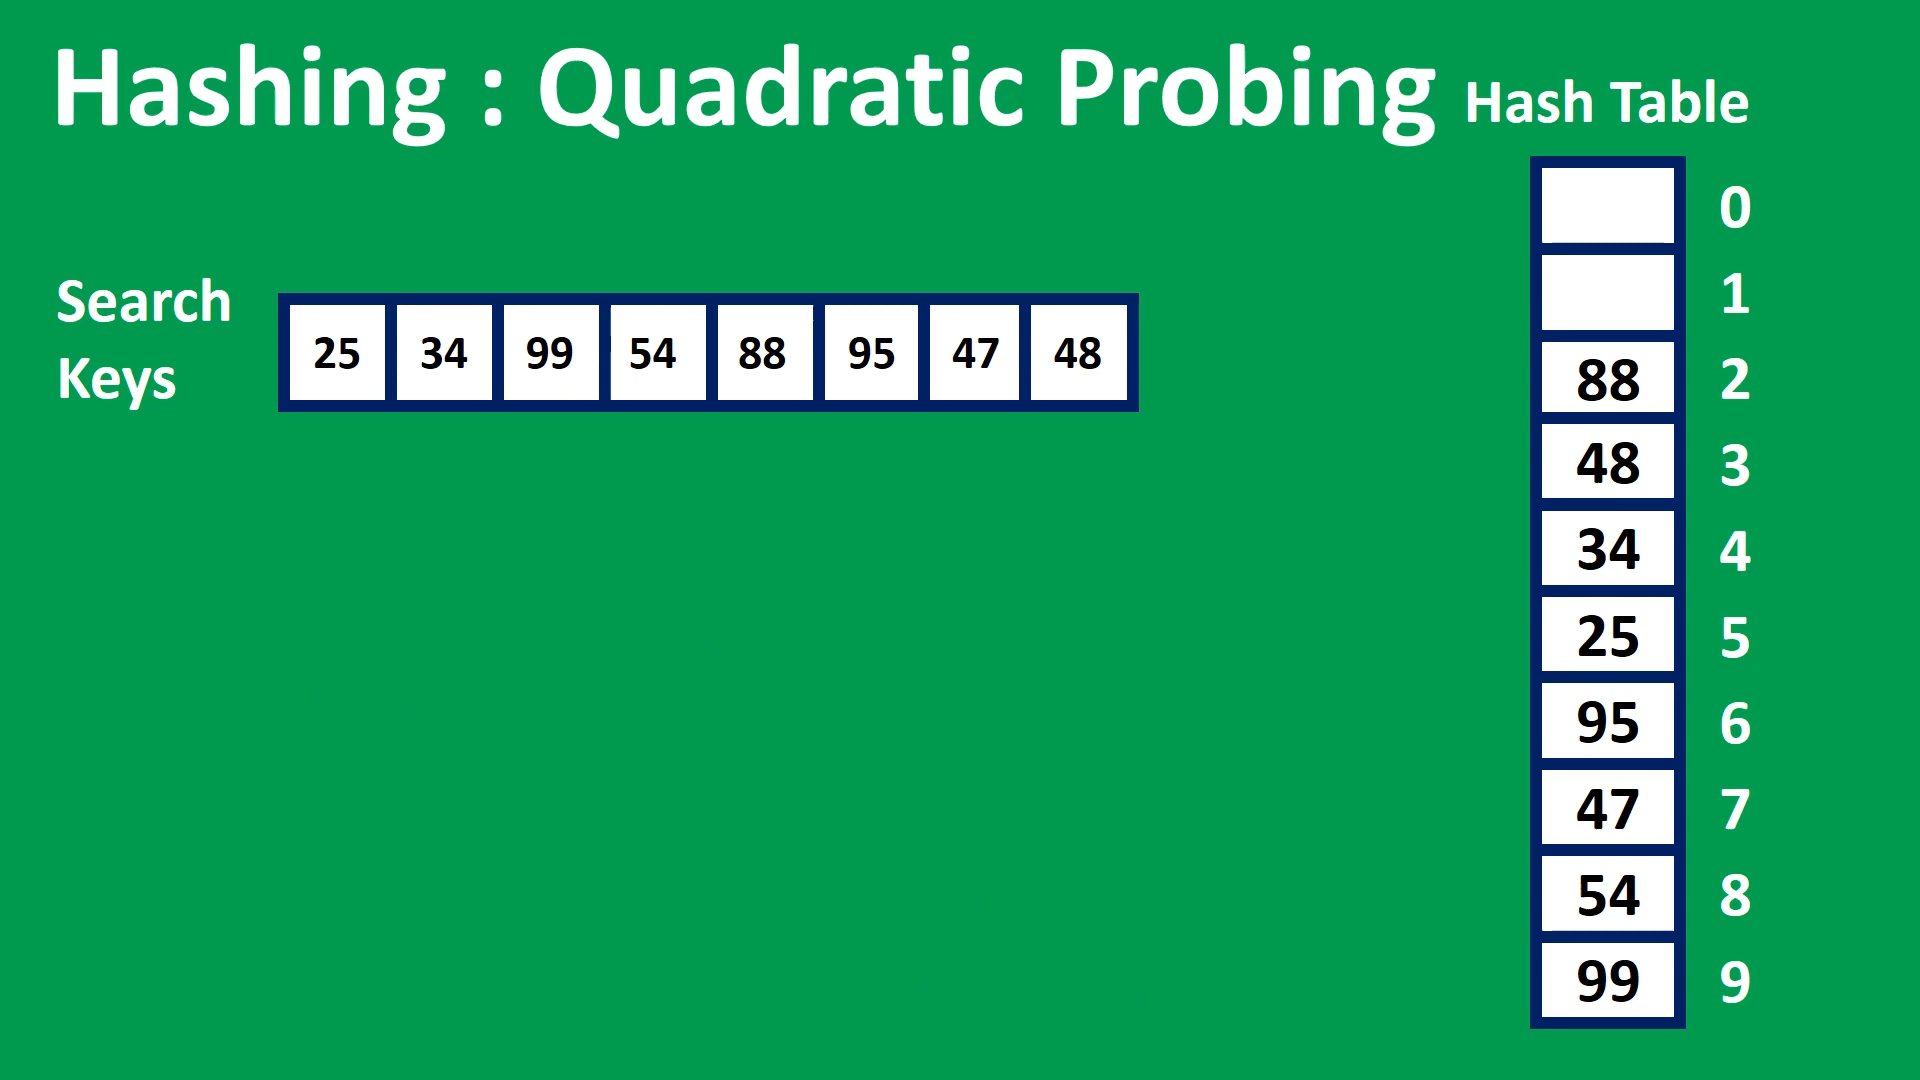 Hashing : Quadratic Probing
Hash Table
Search
Keys
25 34 99 54 88 95 47 48
0
1
88 2
48 3
34 4
25 5
95 6
47 7
54 8
99 9